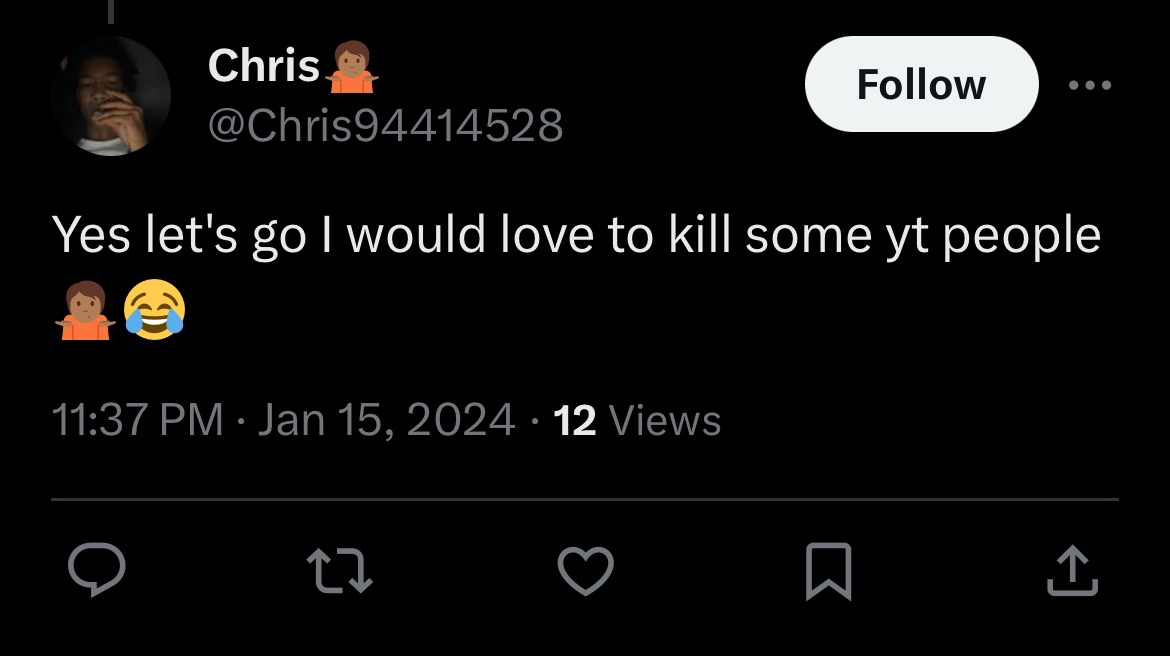 Chris🤷🏽
Follow
@Chris94414528
Yes let's go I would love to kill some yt people
🤷🏽😂
11:37 PM · Jan 15, 2024 · 12 Views